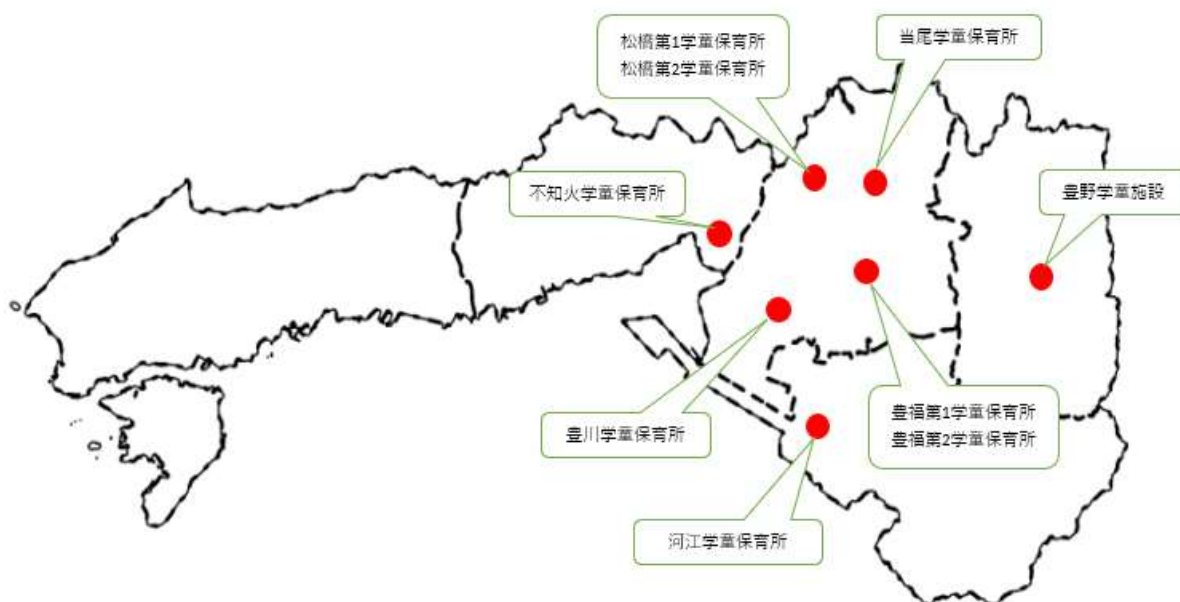 松橋第1学童保育所
松橋第2学童保育所
当尾学童保育所
不知火学童保育所
豊野学童施設
豊川学童保育所
豊福第1学童保育所
豊福第2学童保育所
河江学童保育所